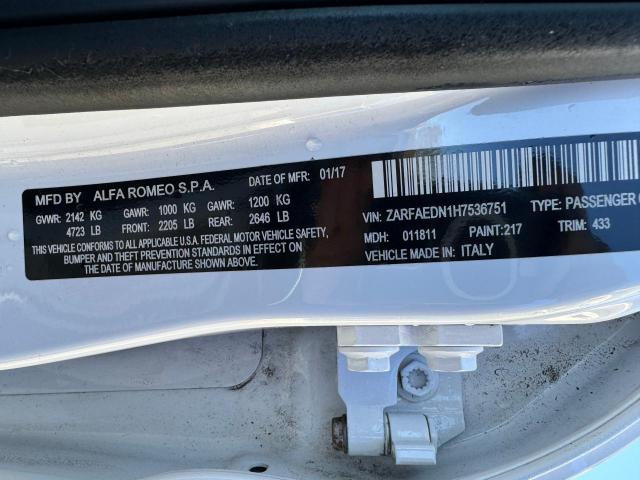 MFD BY ALFA ROMEO S.P.A. DATE OF MFR 01/17
GVWR: 2142 KG GAWR: 1000 KG GAWR: 1200 KG
4723 LB FRONT: 2205 LB REAR: 2646 LB
THIS VEHICLE CONFORMS TO ALL APPLICABLE U.S.A. FEDERAL MOTOR VEHICLE SAFETY,
BUMPER AND THEFT PREVENTION STANDARDS IN EFFECT ON
THE DATE OF MANUFACTURE SHOWN ABOVE.
VIN: ZARFAEDN1H7536751 TYPE: PASSENGER
MDH: 011811 PAINT:217 TRIM: 433
VEHICLE MADE IN: ITALY